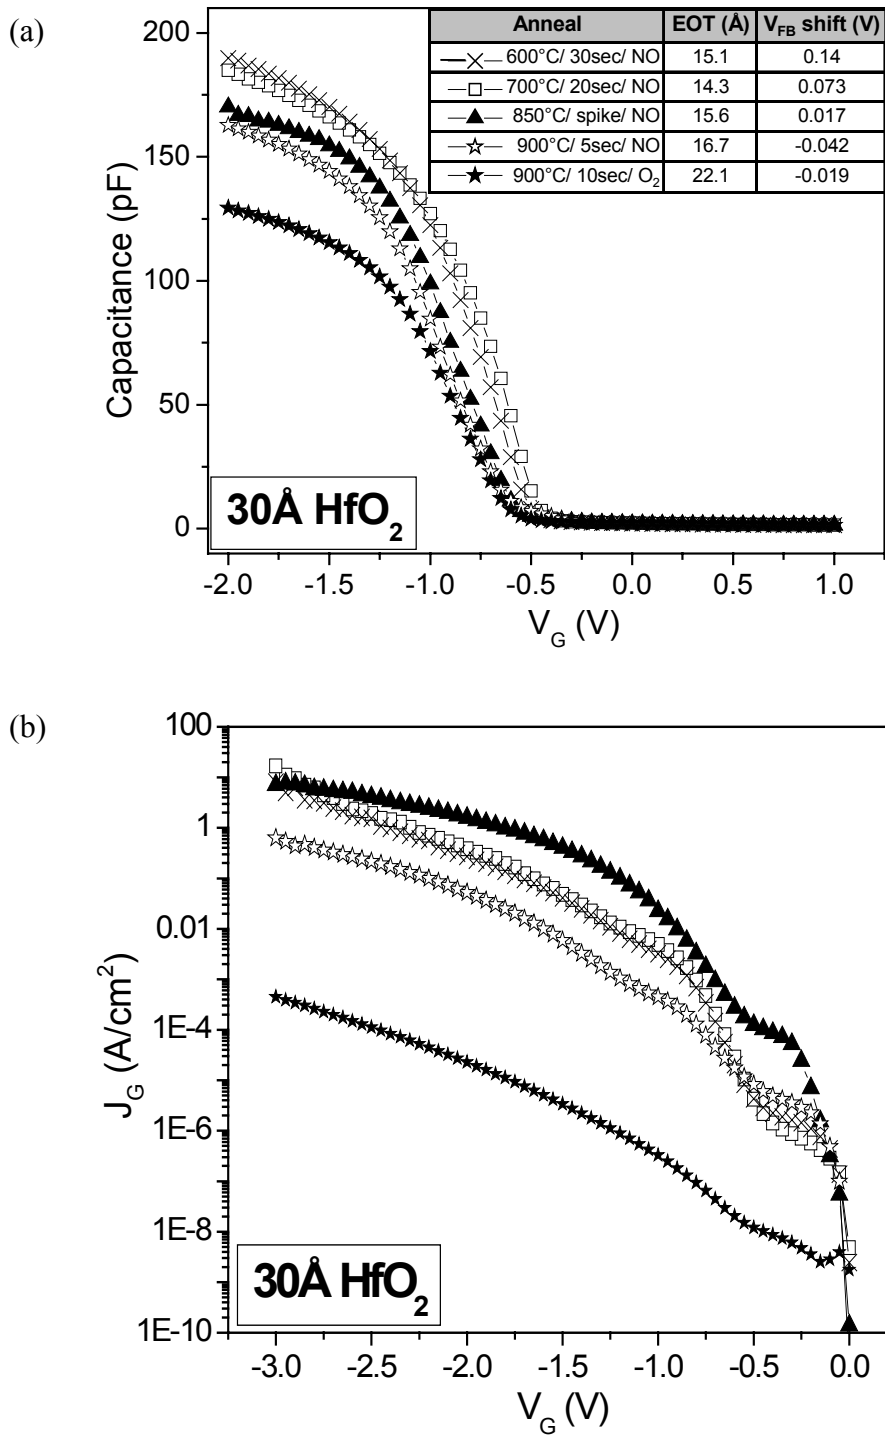 (a)
200
150
100
50
0
Capacitance (pF)
Anneal EOT (Å) V_FB shift (V)
600°C/ 30sec/ NO 15.1 0.14
700°C/ 20sec/ NO 14.3 0.073
850°C/ spike/ NO 15.6 0.017
900°C/ 5sec/ NO 16.7 -0.042
900°C/ 10sec/ O₂ 22.1 -0.019
30Å HfO₂
-2.0 -1.5 -1.0 -0.5 0.0 0.5 1.0
V_G (V)
(b)
100
1
0.01
1E-4
1E-6
1E-8
1E-10
J_G (A/cm²)
30Å HfO₂
-3.0 -2.5 -2.0 -1.5 -1.0 -0.5 0.0
V_G (V)